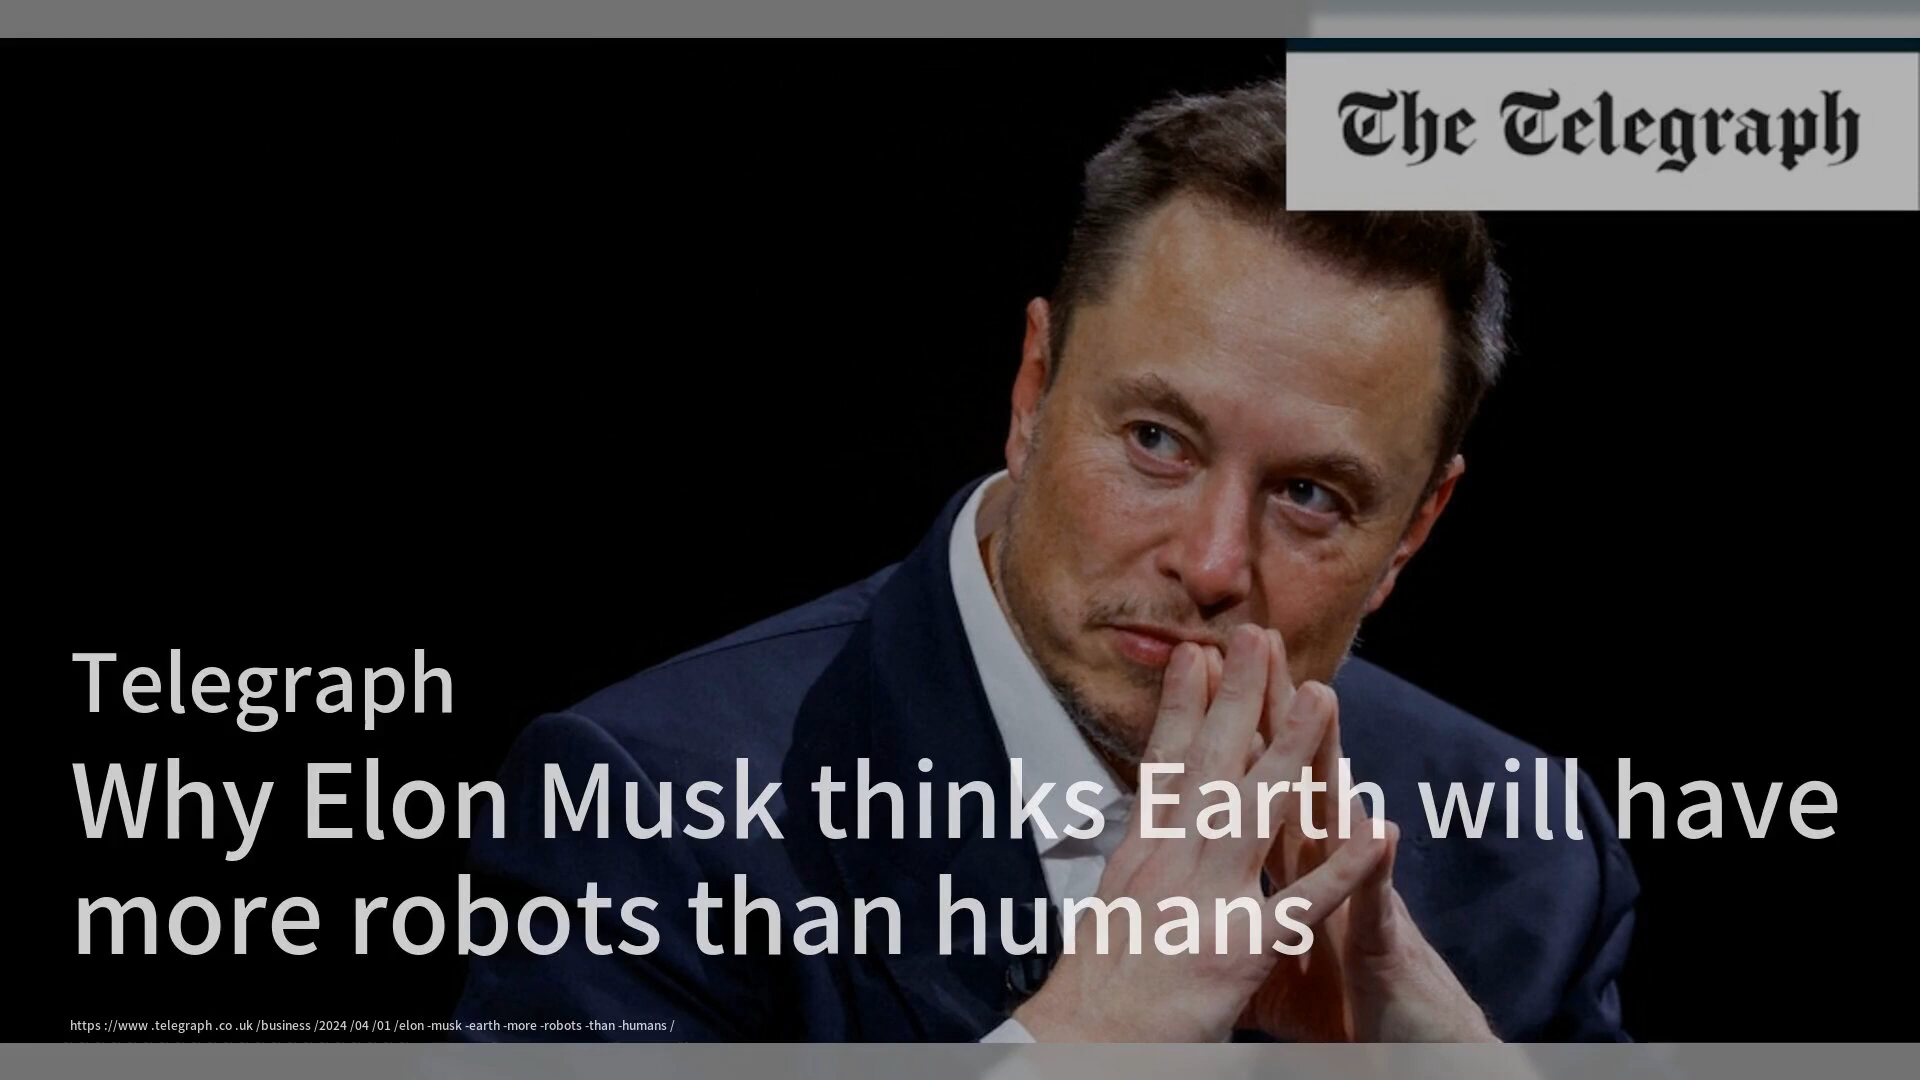 The Telegraph
Telegraph
Why Elon Musk thinks Earth will have
more robots than humans
https ://www .telegraph .co .uk /business /2024 /04 /01 /elon -musk -earth -more -robots -than -humans /